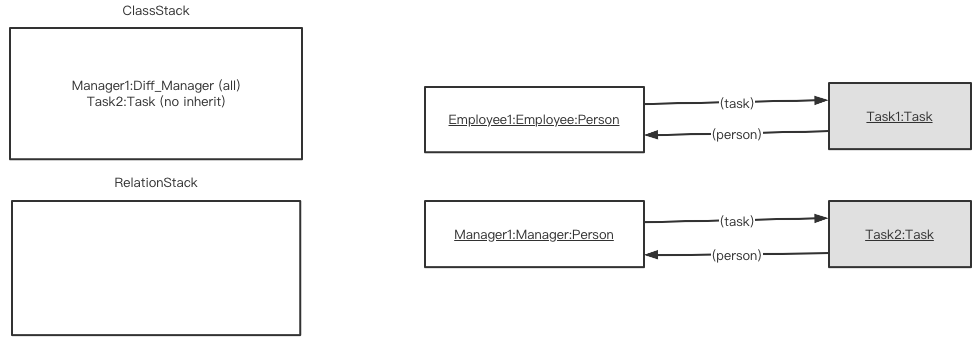 ClassStack
Manager1:Diff_Manager (all)
Task2:Task (no inherit)
RelationStack
Employee1:Employee:Person
(task)
(person)
Task1:Task
Manager1:Manager:Person
(task)
(person)
Task2:Task